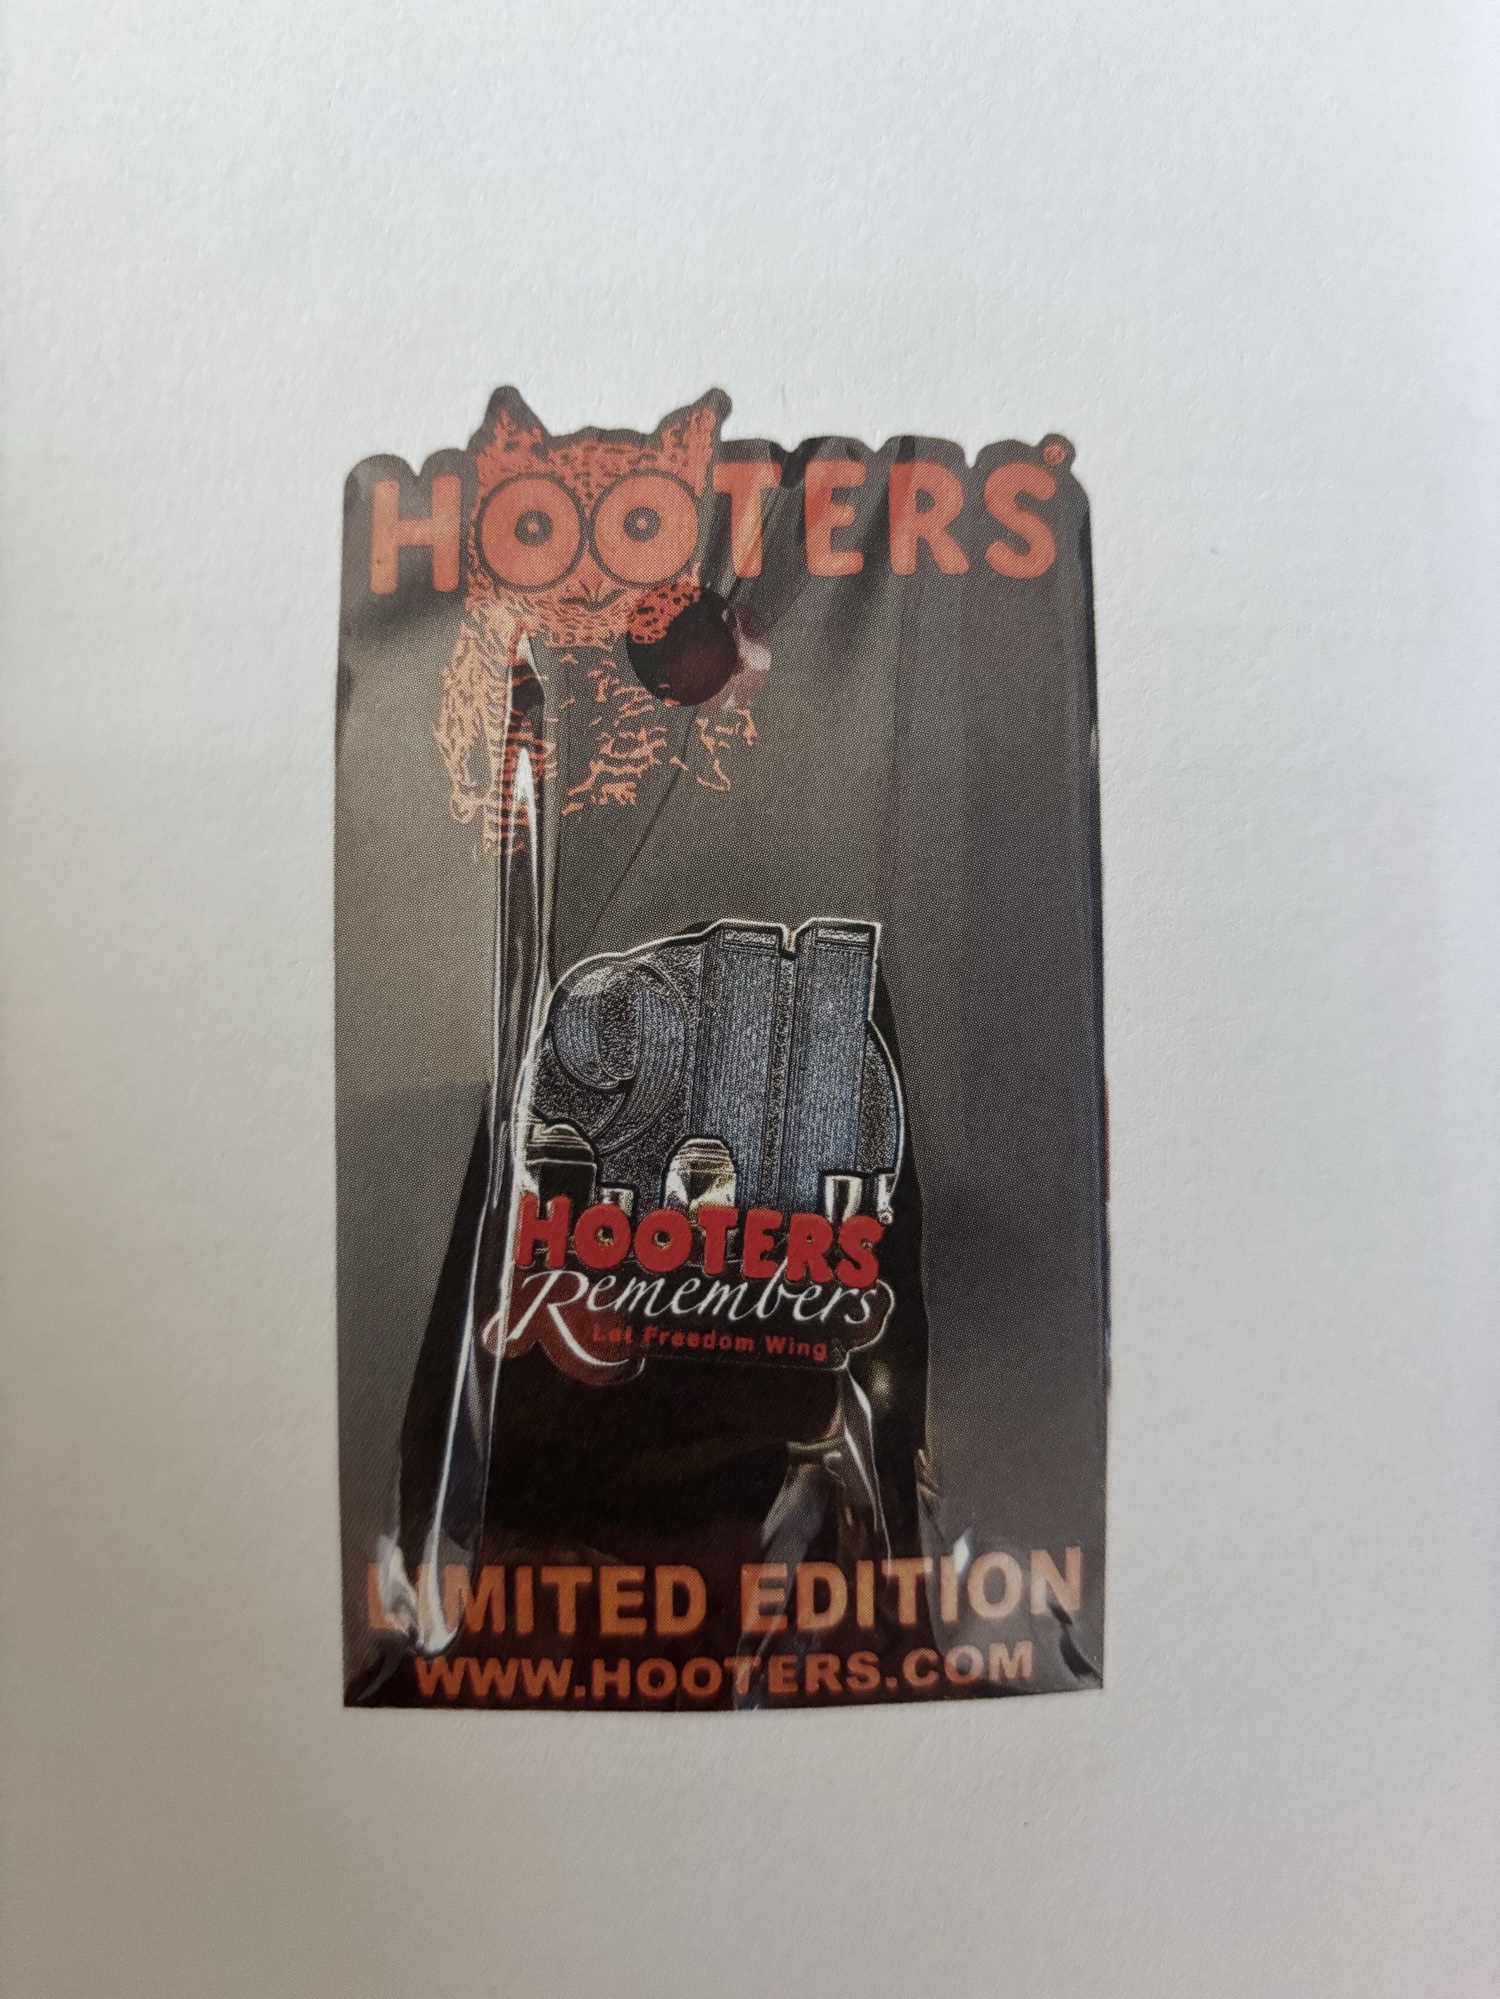 HOOTERS®
911
HOOTERS
Remembers
Let Freedom Wing
LIMITED EDITION
WWW.HOOTERS.COM